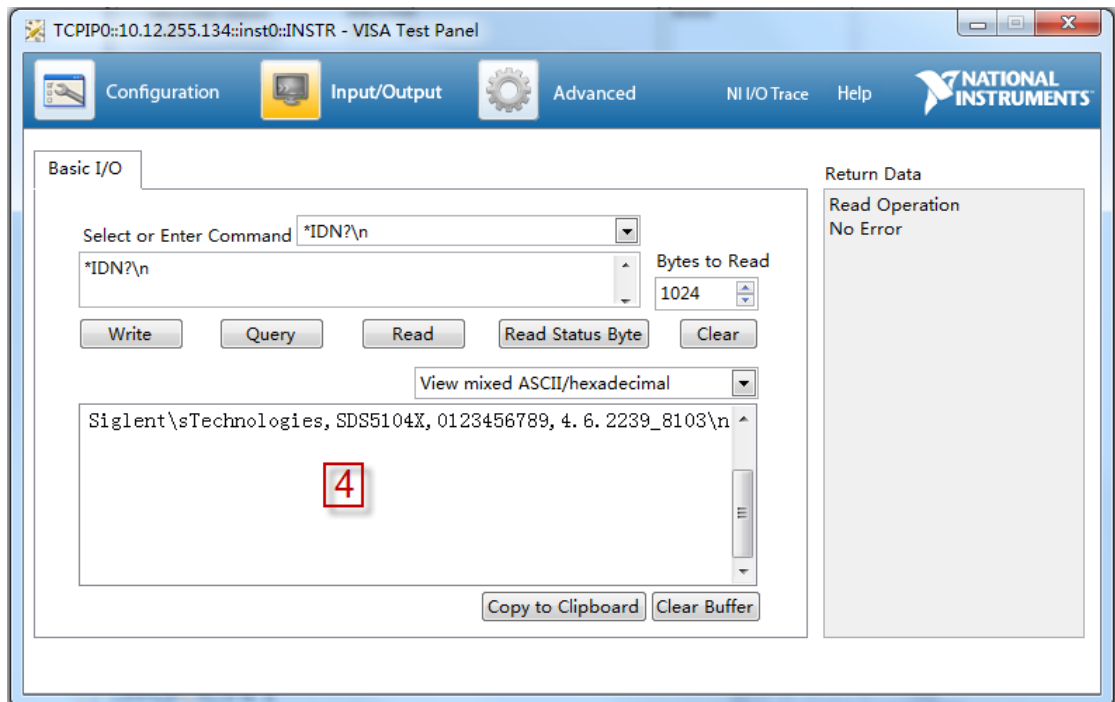 TCPIP0::10.12.255.134::inst0::INSTR - VISA Test Panel
Configuration Input/Output Advanced NI I/O Trace Help NATIONAL INSTRUMENTS
Basic I/O
Return Data
Read Operation
No Error
Select or Enter Command *IDN?\n
*IDN?\n
Bytes to Read
1024
Write Query Read Read Status Byte Clear
View mixed ASCII/hexadecimal
Siglent\sTechnologies,SDS5104X,0123456789,4.6.2239_8103\n
4
Copy to Clipboard Clear Buffer